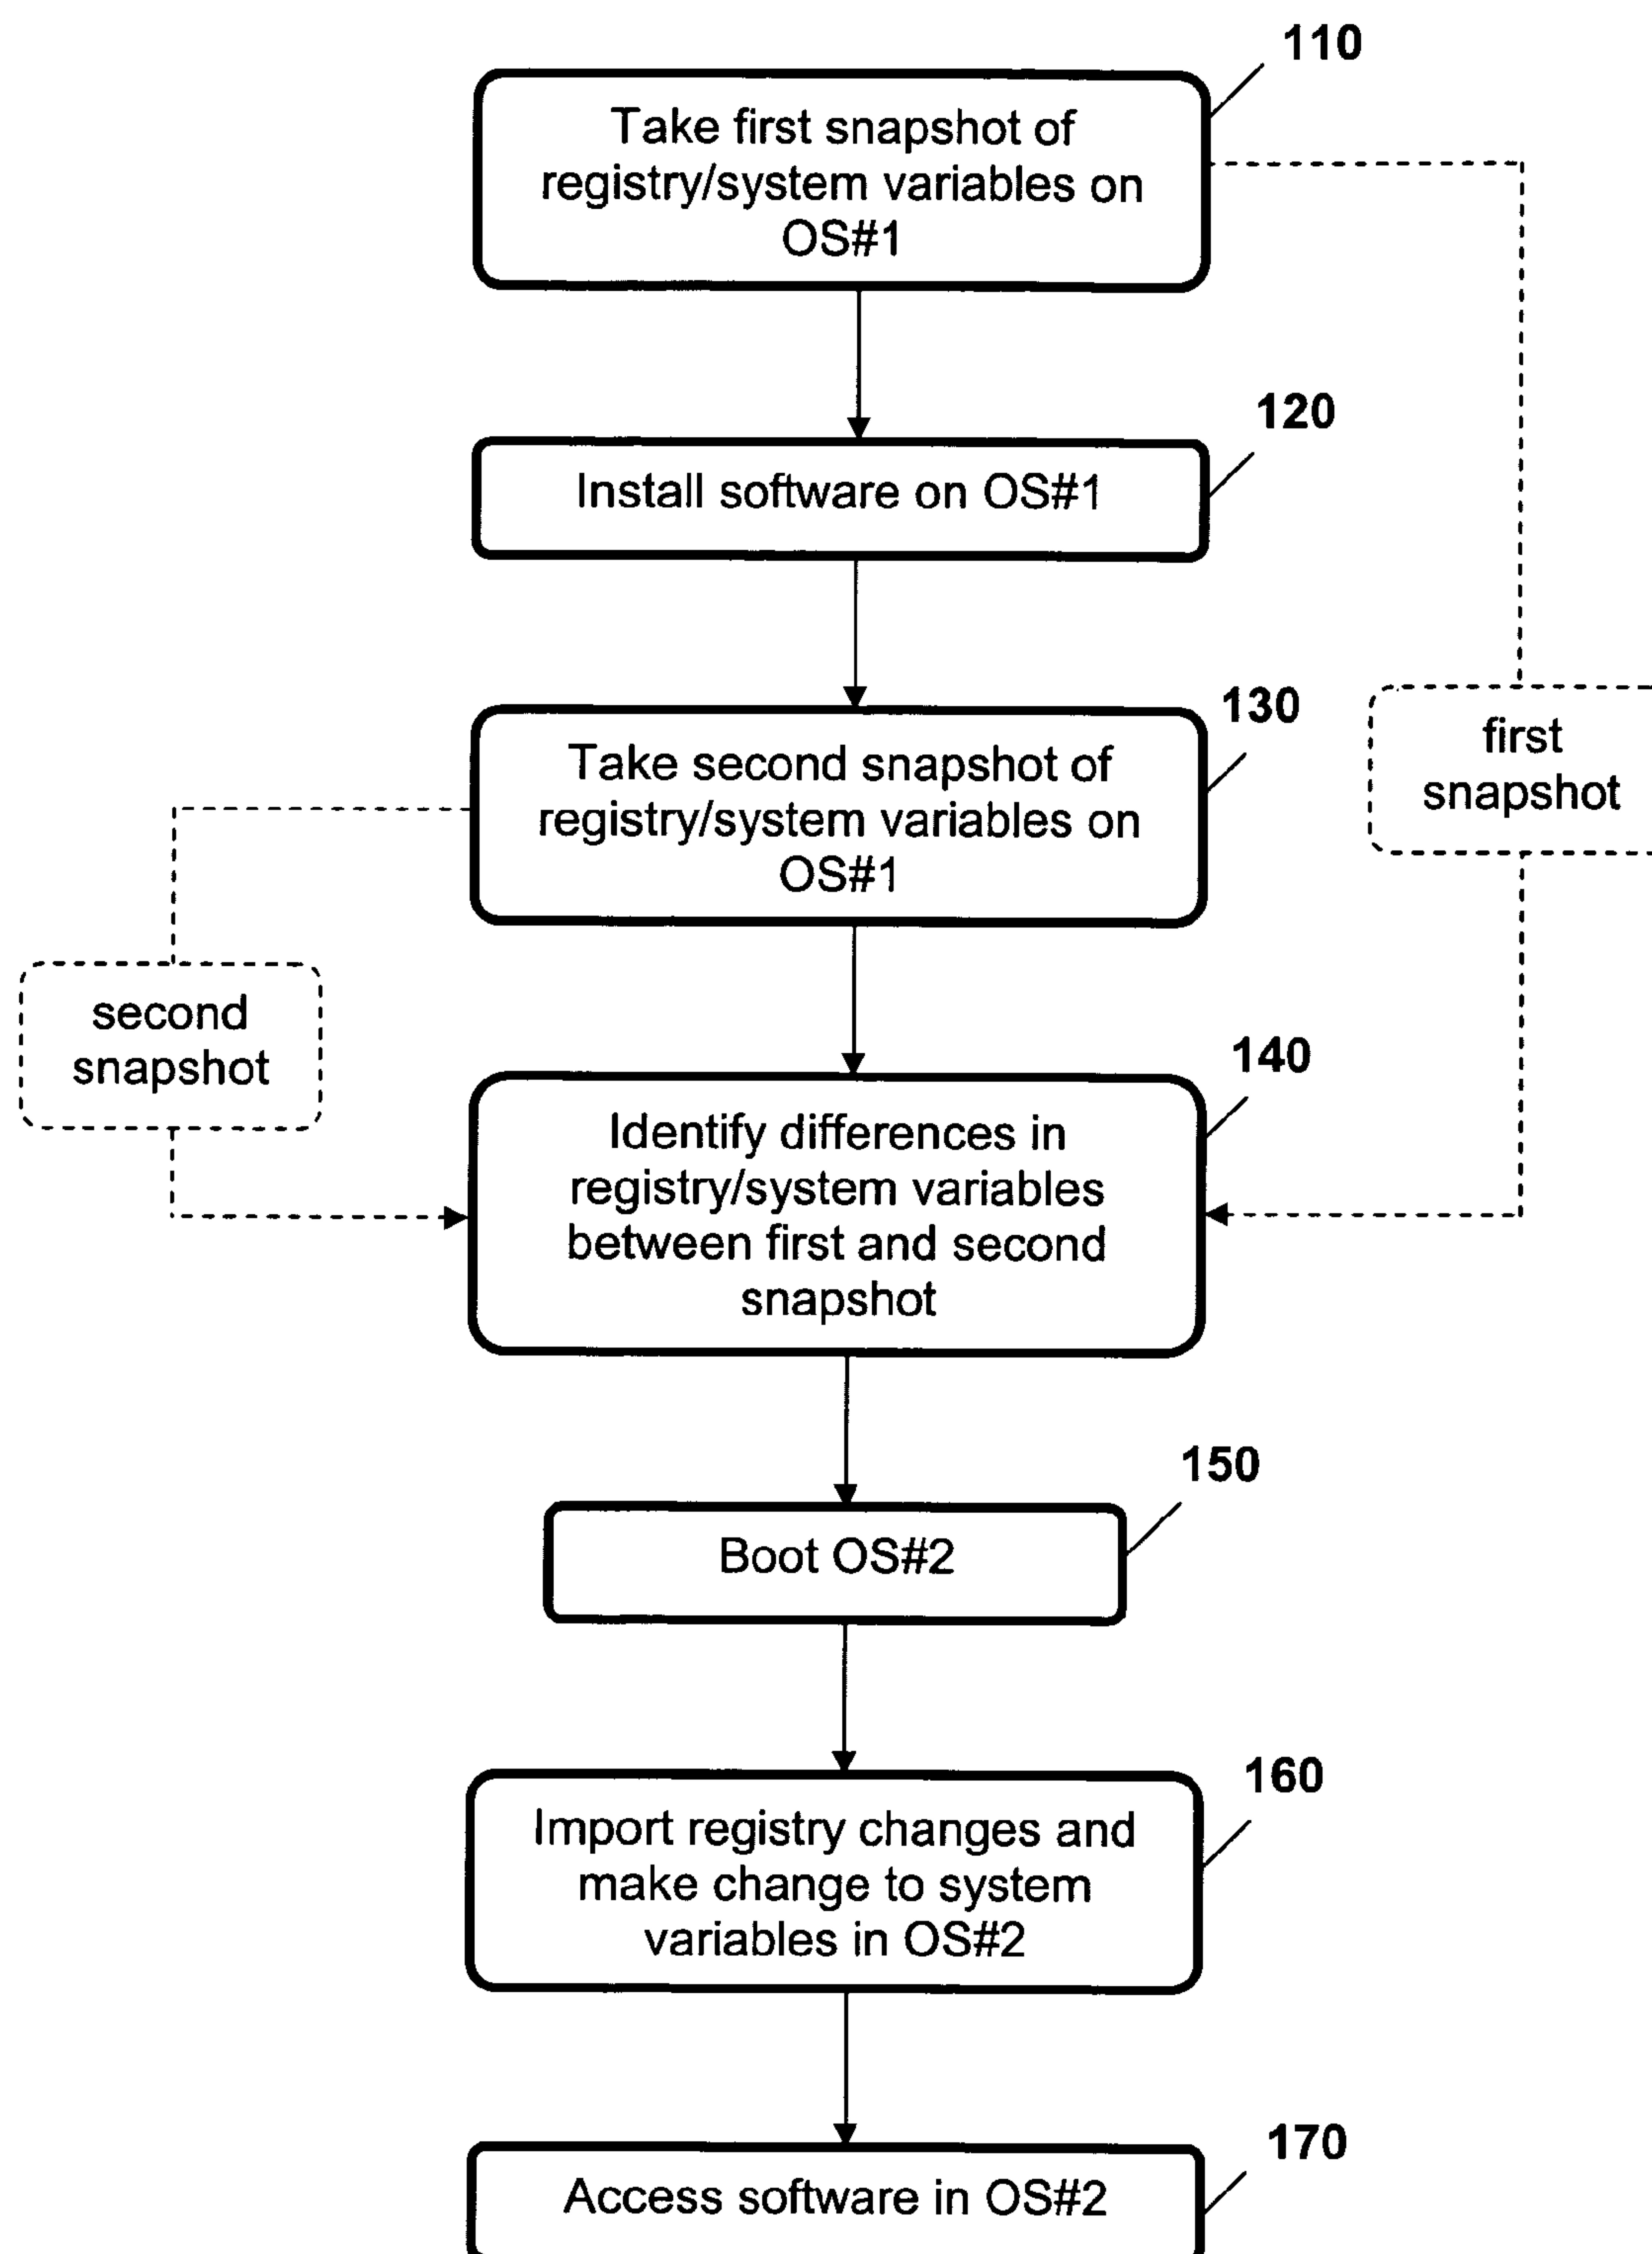 110
Take first snapshot of
registry/system variables on
OS#1
120
Install software on OS#1
130
Take second snapshot of
registry/system variables on
OS#1
first
snapshot
second
snapshot
140
Identify differences in
registry/system variables
between first and second
snapshot
150
Boot OS#2
160
Import registry changes and
make change to system
variables in OS#2
170
Access software in OS#2